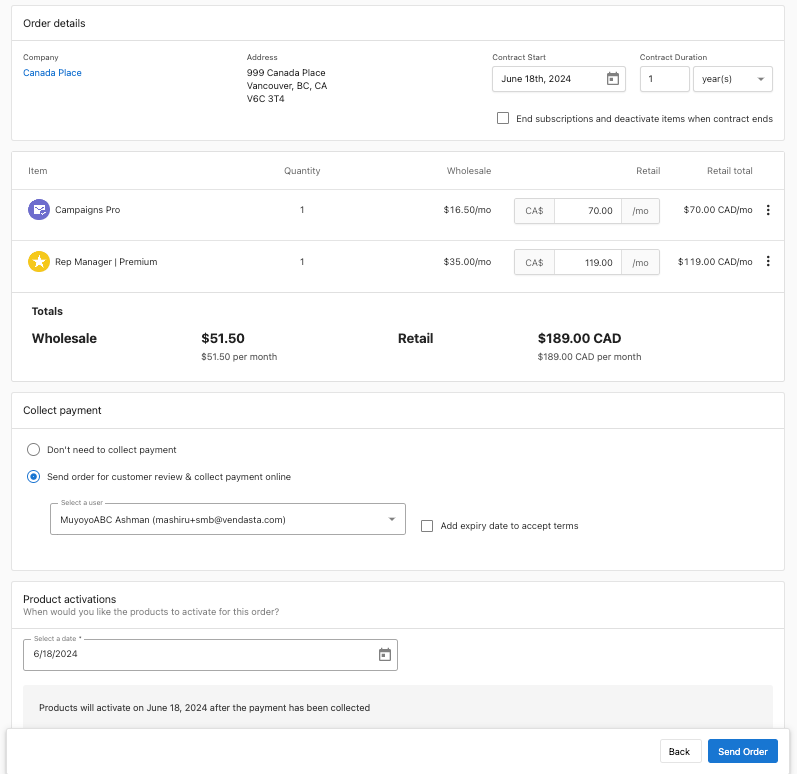 Order details
Company
Canada Place
Address
999 Canada Place
Vancouver, BC, CA
V6C 3T4
Contract Start
June 18th, 2024
Contract Duration
1
year(s)
End subscriptions and deactivate items when contract ends
Item Quantity Wholesale Retail Retail total
Campaigns Pro 1 $16.50/mo CA$ 70.00 /mo $70.00 CAD/mo
Rep Manager | Premium 1 $35.00/mo CA$ 119.00 /mo $119.00 CAD/mo
Totals
Wholesale $51.50 Retail $189.00 CAD
$51.50 per month $189.00 CAD per month
Collect payment
Don't need to collect payment
Send order for customer review & collect payment online
Select a user
MuyoyoABC Ashman (mashiru+smb@vendasta.com)
Add expiry date to accept terms
Product activations
When would you like the products to activate for this order?
Select a date *
6/18/2024
Products will activate on June 18, 2024 after the payment has been collected
Back Send Order